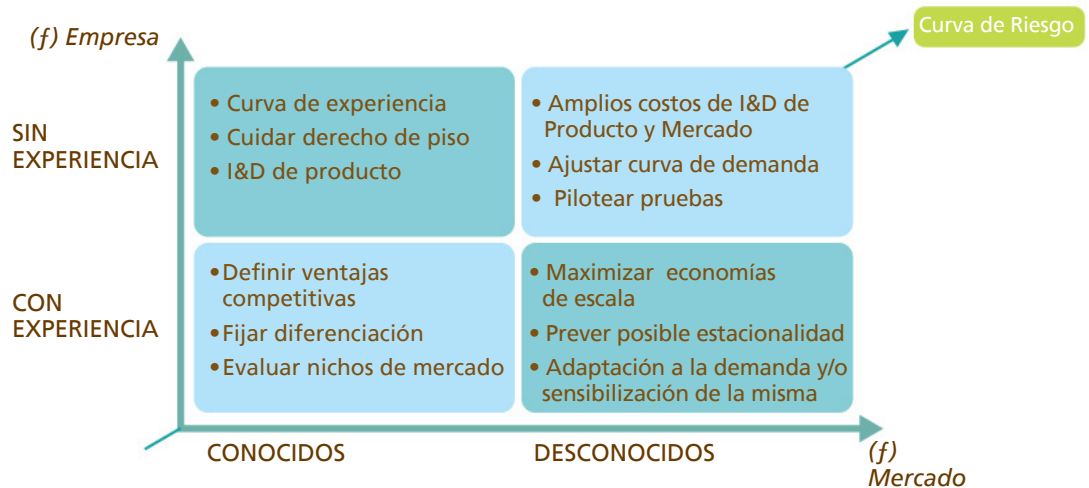 Curva de Riesgo
(ƒ) Empresa
SIN
EXPERIENCIA
• Curva de experiencia
• Cuidar derecho de piso
• I&D de producto
• Amplios costos de I&D de
Producto y Mercado
• Ajustar curva de demanda
• Pilotear pruebas
CON
EXPERIENCIA
• Definir ventajas
competitivas
• Fijar diferenciación
• Evaluar nichos de mercado
• Maximizar economías
de escala
• Prever posible estacionalidad
• Adaptación a la demanda y/o
sensibilización de la misma
CONOCIDOS
DESCONOCIDOS
(ƒ)
Mercado